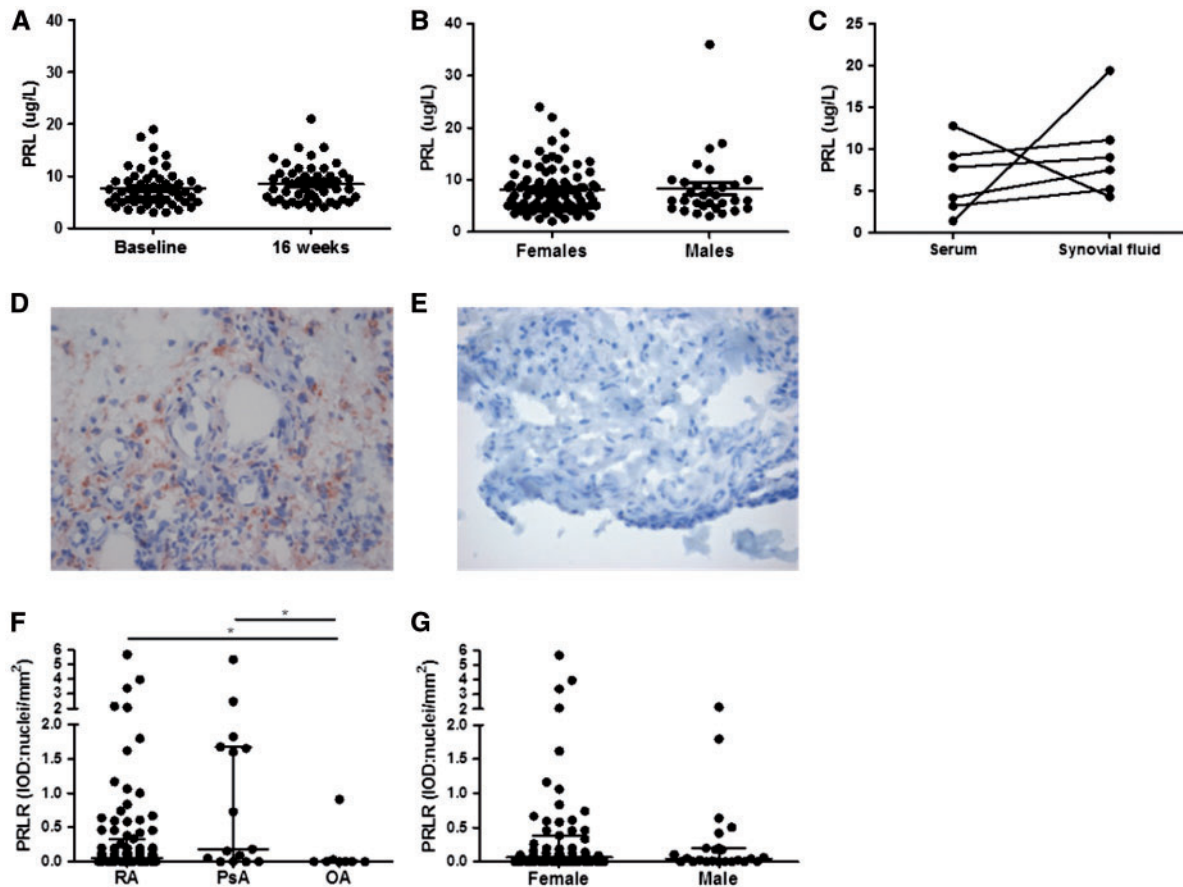 A
PRL (ug/L)
40
30
20
10
0
Baseline
16 weeks
B
PRL (ug/L)
40
30
20
10
0
Females
Males
C
PRL (ug/L)
25
20
15
10
5
0
Serum
Synovial fluid
D
E
F
PRLR (IOD:nuclei/mm²)
6
5
4
3
2
2.0
1.5
1.0
0.5
0.0
*
*
RA
PsA
OA
G
PRLR (IOD:nuclei/mm²)
6
5
4
3
2
2.0
1.5
1.0
0.5
0.0
Female
Male